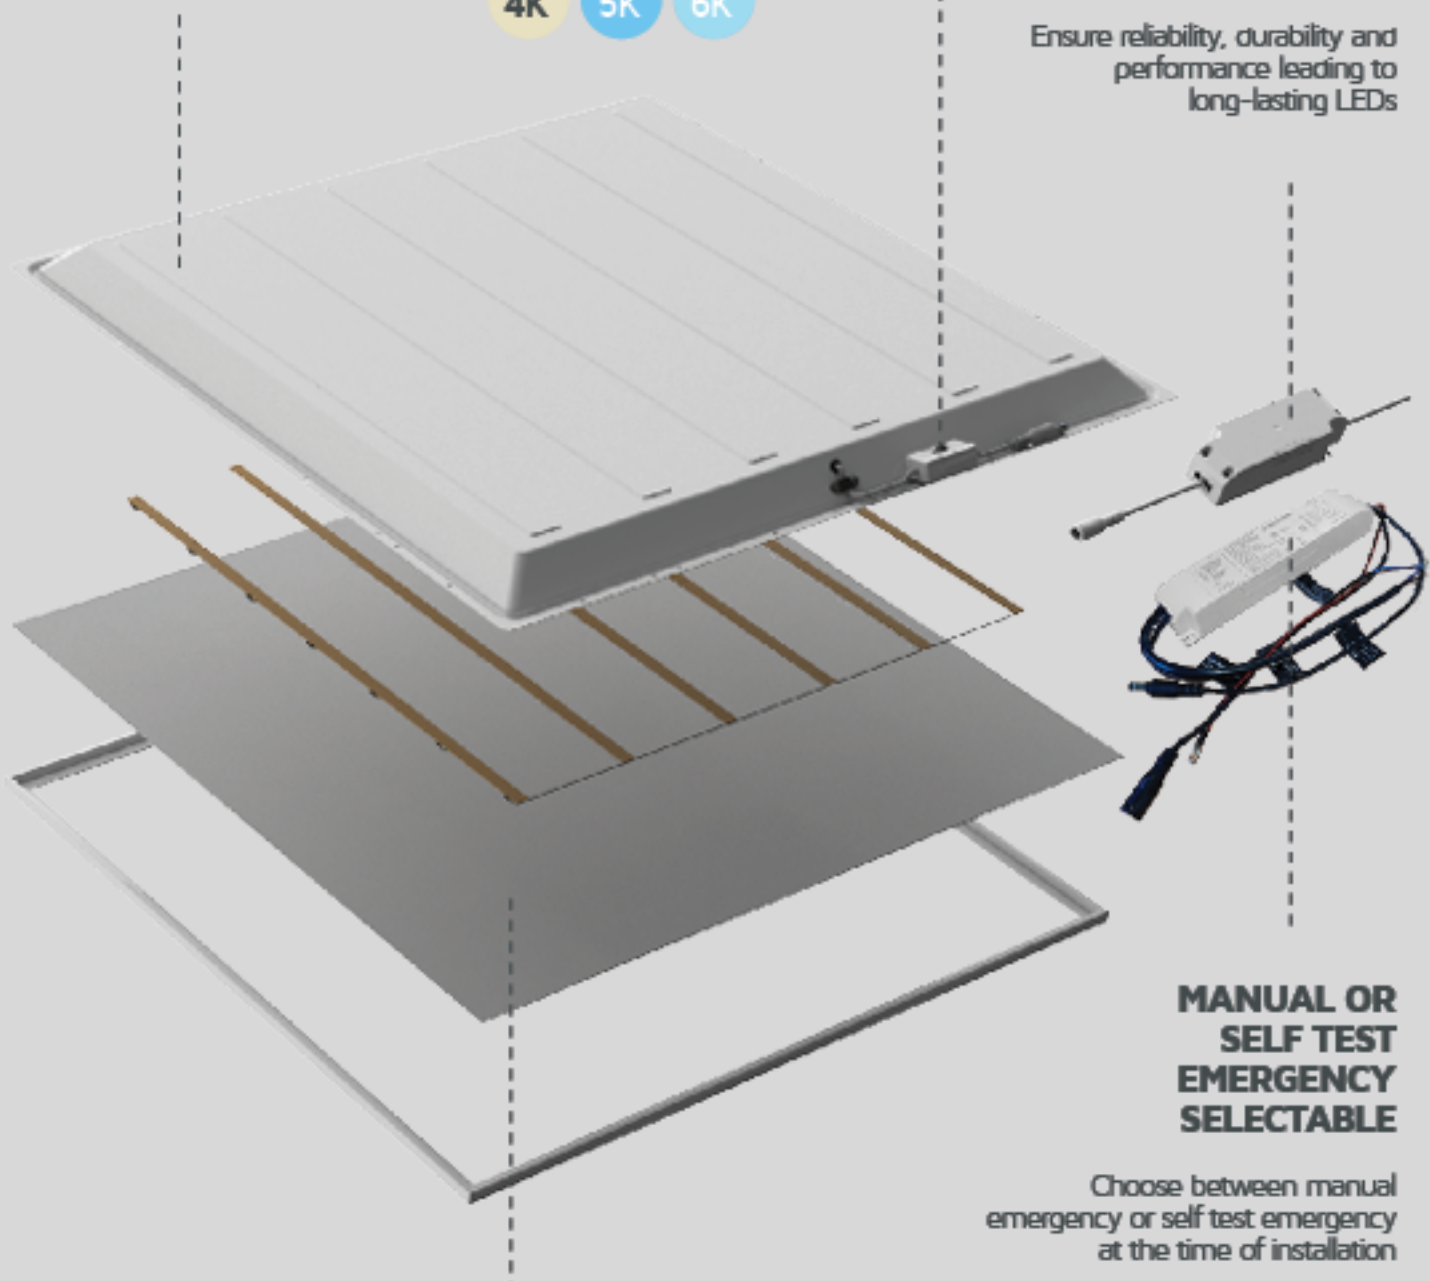 4K 5K 6K
Ensure reliability, durability and
performance leading to
long-lasting LEDs
MANUAL OR
SELF TEST
EMERGENCY
SELECTABLE
Choose between manual
emergency or self test emergency
at the time of installation